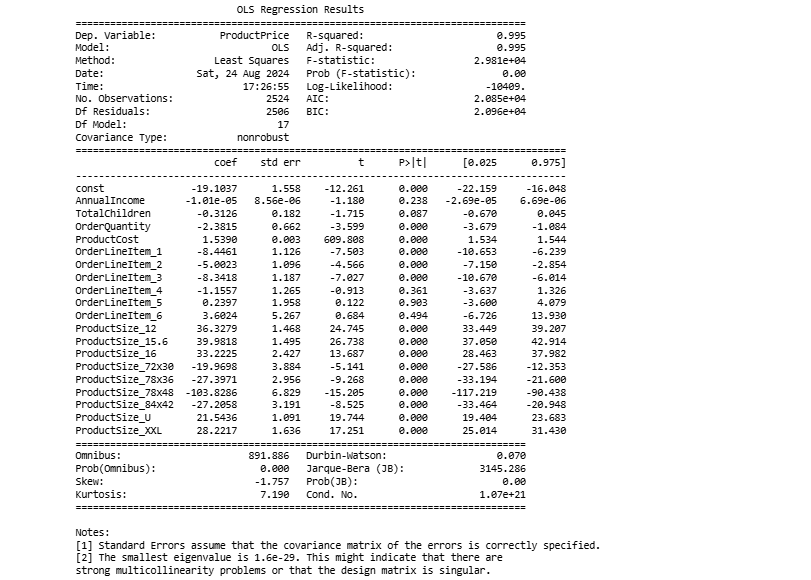 OLS Regression Results
==============================================================================
Dep. Variable: ProductPrice R-squared: 0.995
Model: OLS Adj. R-squared: 0.995
Method: Least Squares F-statistic: 2.981e+04
Date: Sat, 24 Aug 2024 Prob (F-statistic): 0.00
Time: 17:26:55 Log-Likelihood: -10409.
No. Observations: 2524 AIC: 2.085e+04
Df Residuals: 2506 BIC: 2.096e+04
Df Model: 17
Covariance Type: nonrobust
==============================================================================
coef std err t P>|t| [0.025 0.975]
------------------------------------------------------------------------------
const -19.1037 1.558 -12.261 0.000 -22.159 -16.048
AnnualIncome -1.01e-05 8.56e-06 -1.180 0.238 -2.69e-05 6.69e-06
TotalChildren -0.3126 0.182 -1.715 0.087 -0.670 0.045
OrderQuantity -2.3815 0.662 -3.599 0.000 -3.679 -1.084
ProductCost 1.5390 0.003 609.808 0.000 1.534 1.544
OrderLineItem_1 -8.4461 1.126 -7.503 0.000 -10.653 -6.239
OrderLineItem_2 -5.0023 1.096 -4.566 0.000 -7.150 -2.854
OrderLineItem_3 -8.3418 1.187 -7.027 0.000 -10.670 -6.014
OrderLineItem_4 -1.1557 1.265 -0.913 0.361 -3.637 1.326
OrderLineItem_5 0.2397 1.958 0.122 0.903 -3.600 4.079
OrderLineItem_6 3.6024 5.267 0.684 0.494 -6.726 13.930
ProductSize_12 36.3279 1.468 24.745 0.000 33.449 39.207
ProductSize_15.6 39.9818 1.495 26.738 0.000 37.050 42.914
ProductSize_16 33.2225 2.427 13.687 0.000 28.463 37.982
ProductSize_72x30 -19.9698 3.884 -5.141 0.000 -27.586 -12.353
ProductSize_78x36 -27.3971 2.956 -9.268 0.000 -33.194 -21.600
ProductSize_78x48 -103.8286 6.829 -15.205 0.000 -117.219 -90.438
ProductSize_84x42 -27.2058 3.191 -8.525 0.000 -33.464 -20.948
ProductSize_U 21.5436 1.091 19.744 0.000 19.404 23.683
ProductSize_XXL 28.2217 1.636 17.251 0.000 25.014 31.430
==============================================================================
Omnibus: 891.886 Durbin-Watson: 0.070
Prob(Omnibus): 0.000 Jarque-Bera (JB): 3145.286
Skew: -1.757 Prob(JB): 0.00
Kurtosis: 7.190 Cond. No. 1.07e+21
==============================================================================
Notes:
[1] Standard Errors assume that the covariance matrix of the errors is correctly specified.
[2] The smallest eigenvalue is 1.6e-29. This might indicate that there are
strong multicollinearity problems or that the design matrix is singular.